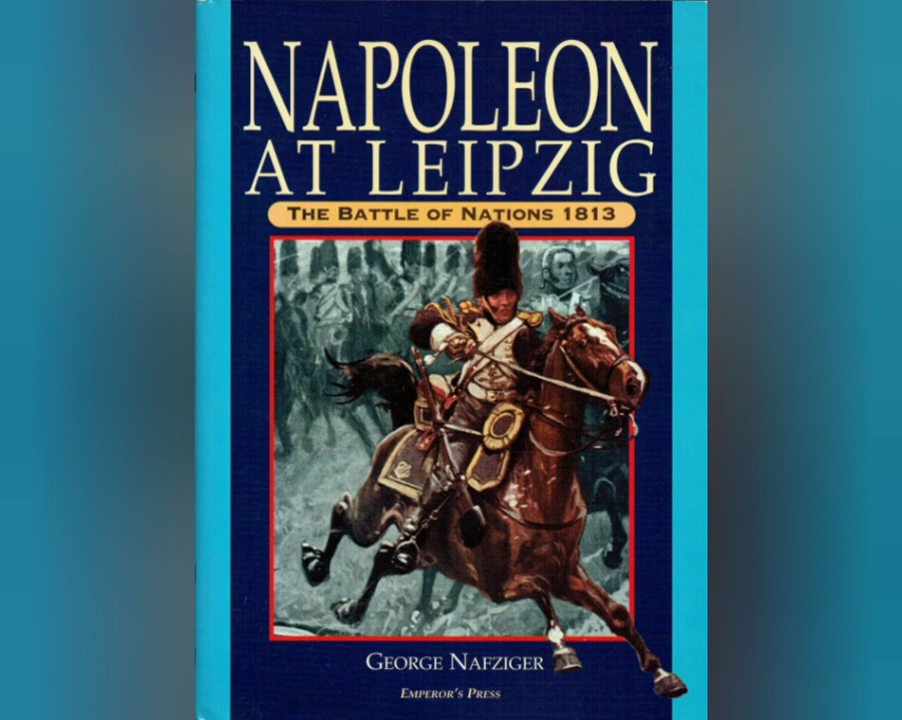 NAPOLEON
AT LEIPZIG
THE BATTLE OF NATIONS 1813
GEORGE NAFZIGER
EMPEROR'S PRESS